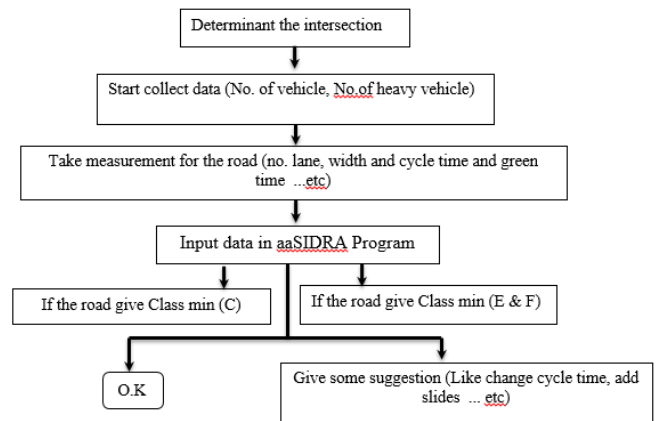 Determinant the intersection
Start collect data (No. of vehicle, No.of heavy vehicle)
Take measurement for the road (no. lane, width and cycle time and green
time ...etc)
Input data in aaSIDRA Program
If the road give Class min (C)
If the road give Class min (E & F)
O.K
Give some suggestion (Like change cycle time, add
slides ... etc)